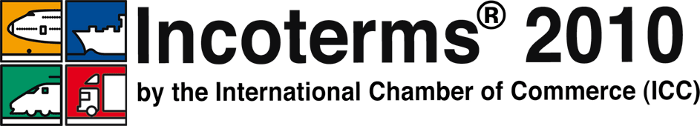 Incoterms® 2010
by the International Chamber of Commerce (ICC)